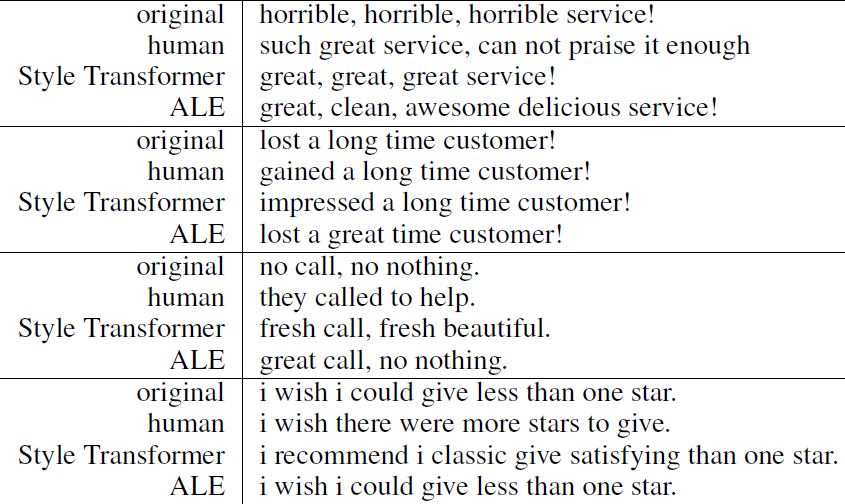 original horrible, horrible, horrible service!
human such great service, can not praise it enough
Style Transformer great, great, great service!
ALE great, clean, awesome delicious service!
original lost a long time customer!
human gained a long time customer!
Style Transformer impressed a long time customer!
ALE lost a great time customer!
original no call, no nothing.
human they called to help.
Style Transformer fresh call, fresh beautiful.
ALE great call, no nothing.
original i wish i could give less than one star.
human i wish there were more stars to give.
Style Transformer i recommend i classic give satisfying than one star.
ALE i wish i could give less than one star.